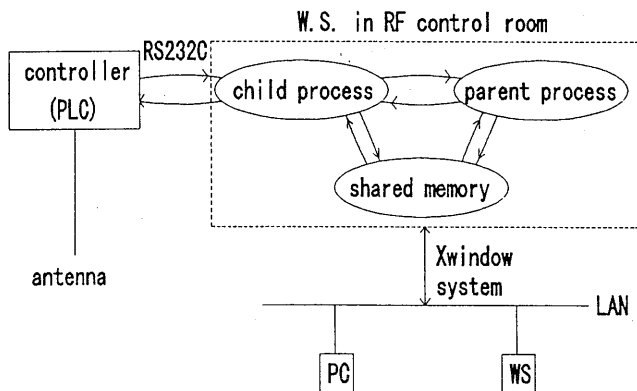 W.S. in RF control room
RS232C
controller
(PLC)
child process
parent process
shared memory
antenna
Xwindow
system
LAN
PC
WS